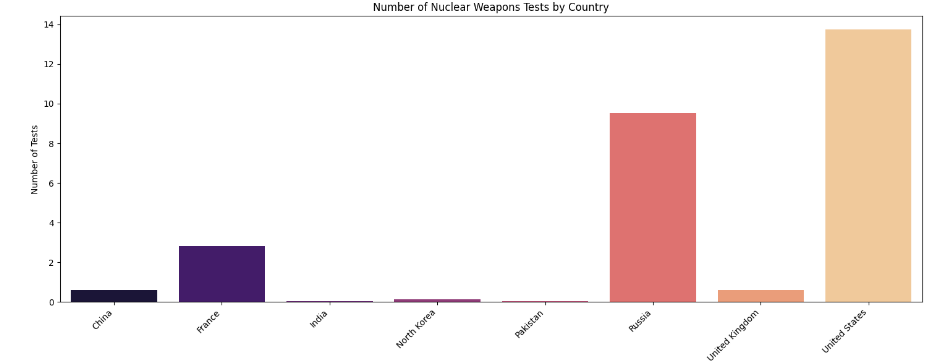 Number of Nuclear Weapons Tests by Country
Number of Tests
14
12
10
8
6
4
2
0
China
France
India
North Korea
Pakistan
Russia
United Kingdom
United States